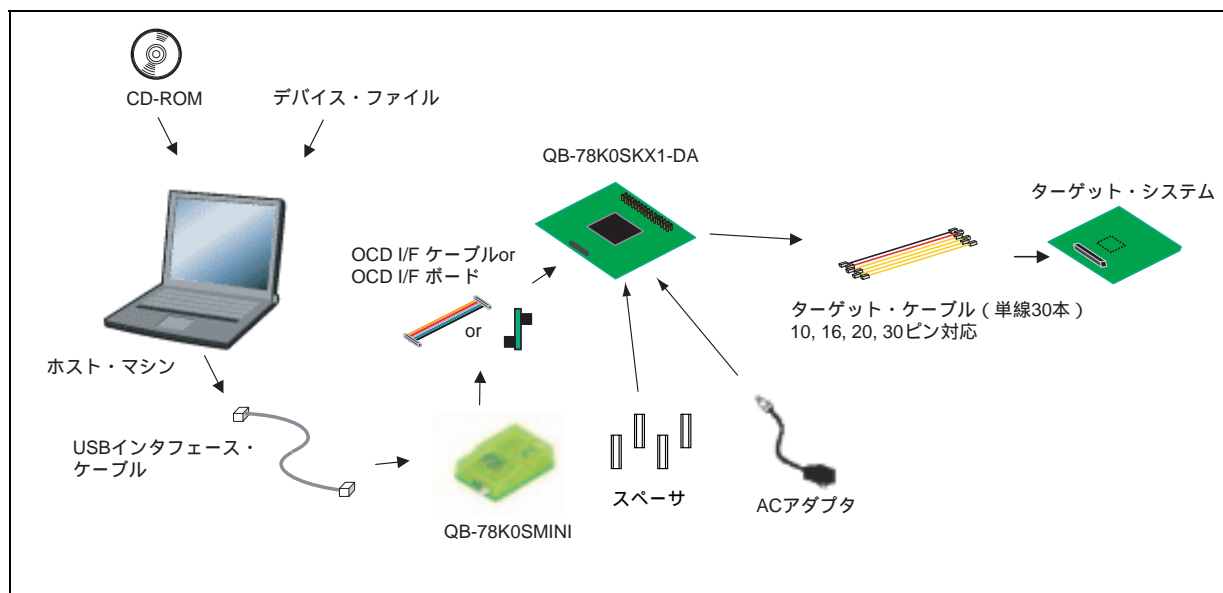 CD-ROM
デバイス・ファイル
QB-78K0SKX1-DA
ターゲット・システム
OCD I/F ケーブルor
OCD I/F ボード
or
ターゲット・ケーブル（単線30本）
10, 16, 20, 30ピン対応
ホスト・マシン
USBインタフェース・
ケーブル
QB-78K0SMINI
スペーサ
ACアダプタ